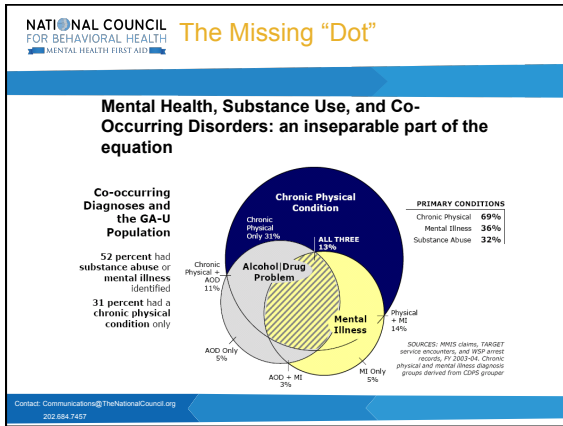 NATIONAL COUNCIL
FOR BEHAVIORAL HEALTH
MENTAL HEALTH FIRST AID
The Missing “Dot”
Mental Health, Substance Use, and Co-
Occurring Disorders: an inseparable part of the
equation
Co-occurring
Diagnoses and
the GA-U
Population
52 percent had
substance abuse or
mental illness
identified
31 percent had a
chronic physical
condition only
Chronic Physical
Condition
Chronic
Physical
Only 31%
ALL THREE
13%
Chronic
Physical +
AOD
11%
Alcohol|Drug
Problem
Mental
Illness
Physical
+ MI
14%
AOD Only
5%
AOD + MI
3%
MI Only
5%
PRIMARY CONDITIONS
Chronic Physical 69%
Mental Illness 36%
Substance Abuse 32%
SOURCES: MMIS claims, TARGET
service encounters, and WSP arrest
records, FY 2003-04. Chronic
physical and mental illness diagnosis
groups derived from CDPS grouper
Contact: Communications@TheNationalCouncil.org
202.684.7457